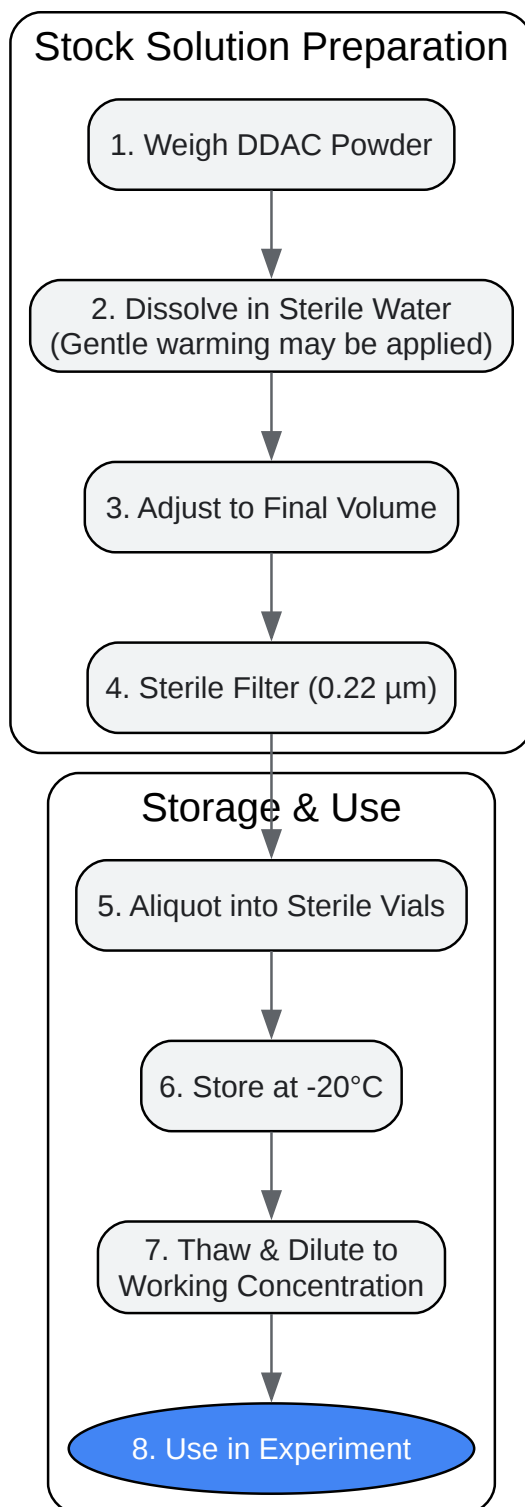 Stock Solution Preparation
1. Weigh DDAC Powder
2. Dissolve in Sterile Water
(Gentle warming may be applied)
3. Adjust to Final Volume
4. Sterile Filter (0.22 µm)
Storage & Use
5. Aliquot into Sterile Vials
6. Store at -20°C
7. Thaw & Dilute to
Working Concentration
8. Use in Experiment